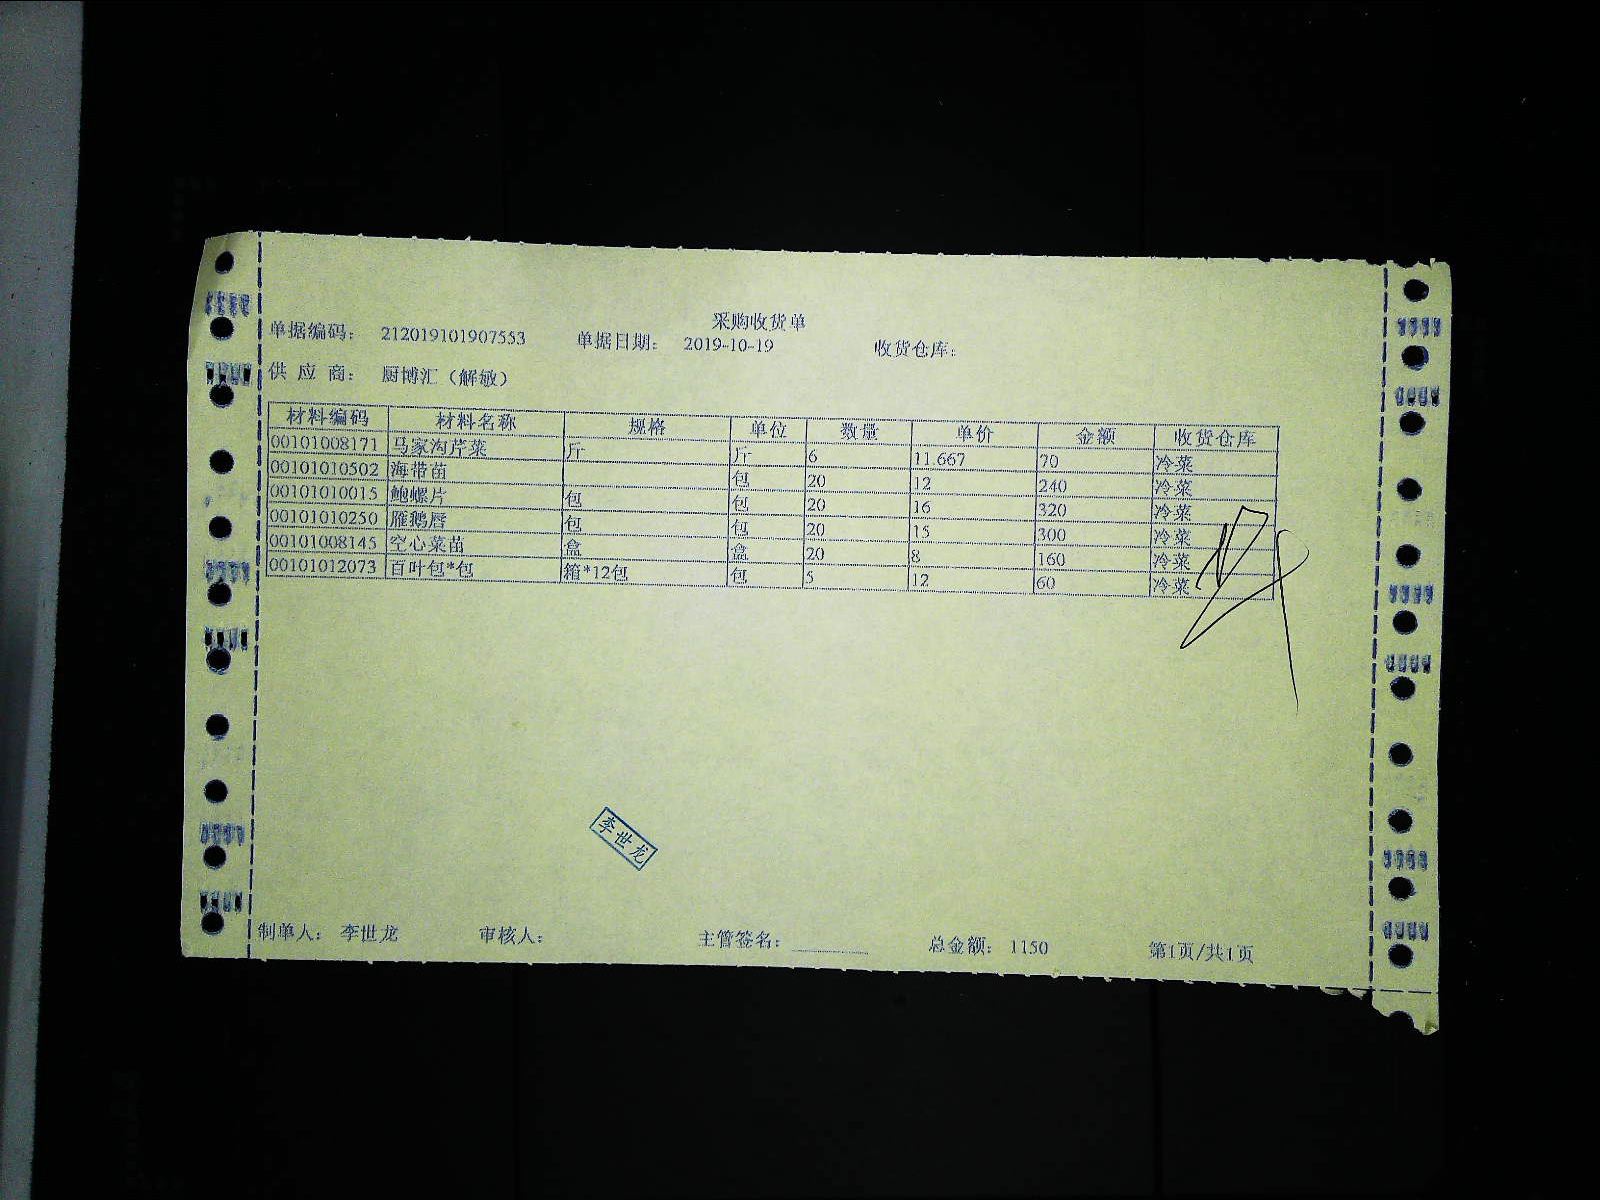 采购收货单
单据编码： 212019101907553 单据日期： 2019-10-19 收货仓库：
供 应 商： 厨博汇（解敏）
材料编码 材料名称 规格 单位 数量 单价 金额 收货仓库
00101008171 马家沟芹菜 斤 斤 6 11.667 70 冷菜
00101010502 海带苗 包 20 12 240 冷菜
00101010015 鲍螺片 包 包 20 16 320 冷菜
00101010250 雁鹅唇 包 包 20 15 300 冷菜
00101008145 空心菜苗 盒 盒 20 8 160 冷菜
00101012073 百叶包*包 箱*12包 包 5 12 60 冷菜
李世龙
制单人： 李世龙 审核人： 主管签名： 总金额： 1150 第1页/共1页